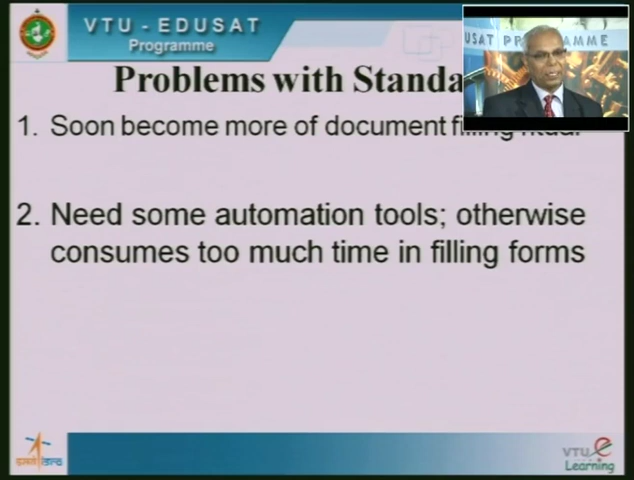 VTU - EDUSAT
Programme
USAT PROGRAMME
Problems with Standa
1. Soon become more of document filling ritual
2. Need some automation tools; otherwise
consumes too much time in filling forms
VTU e
Learning